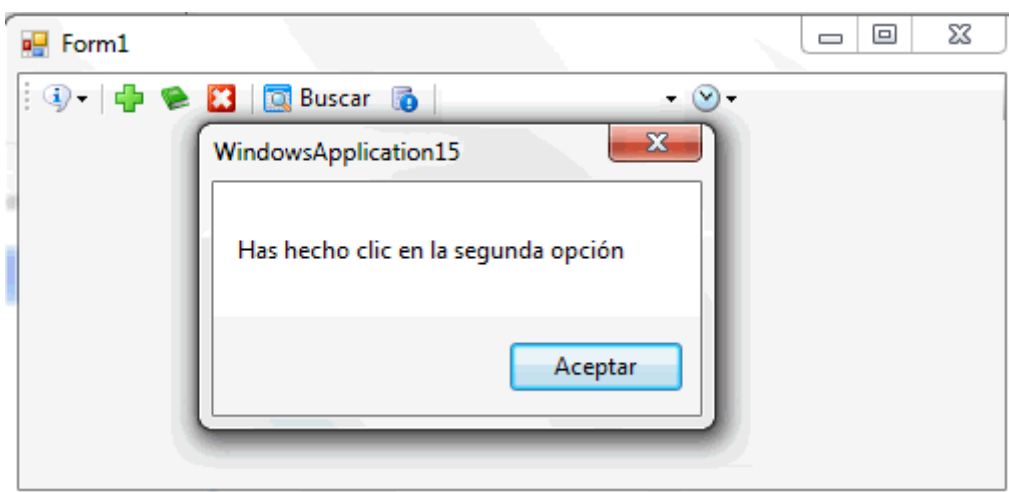 Form1
Buscar
WindowsApplication15
Has hecho clic en la segunda opción
Aceptar